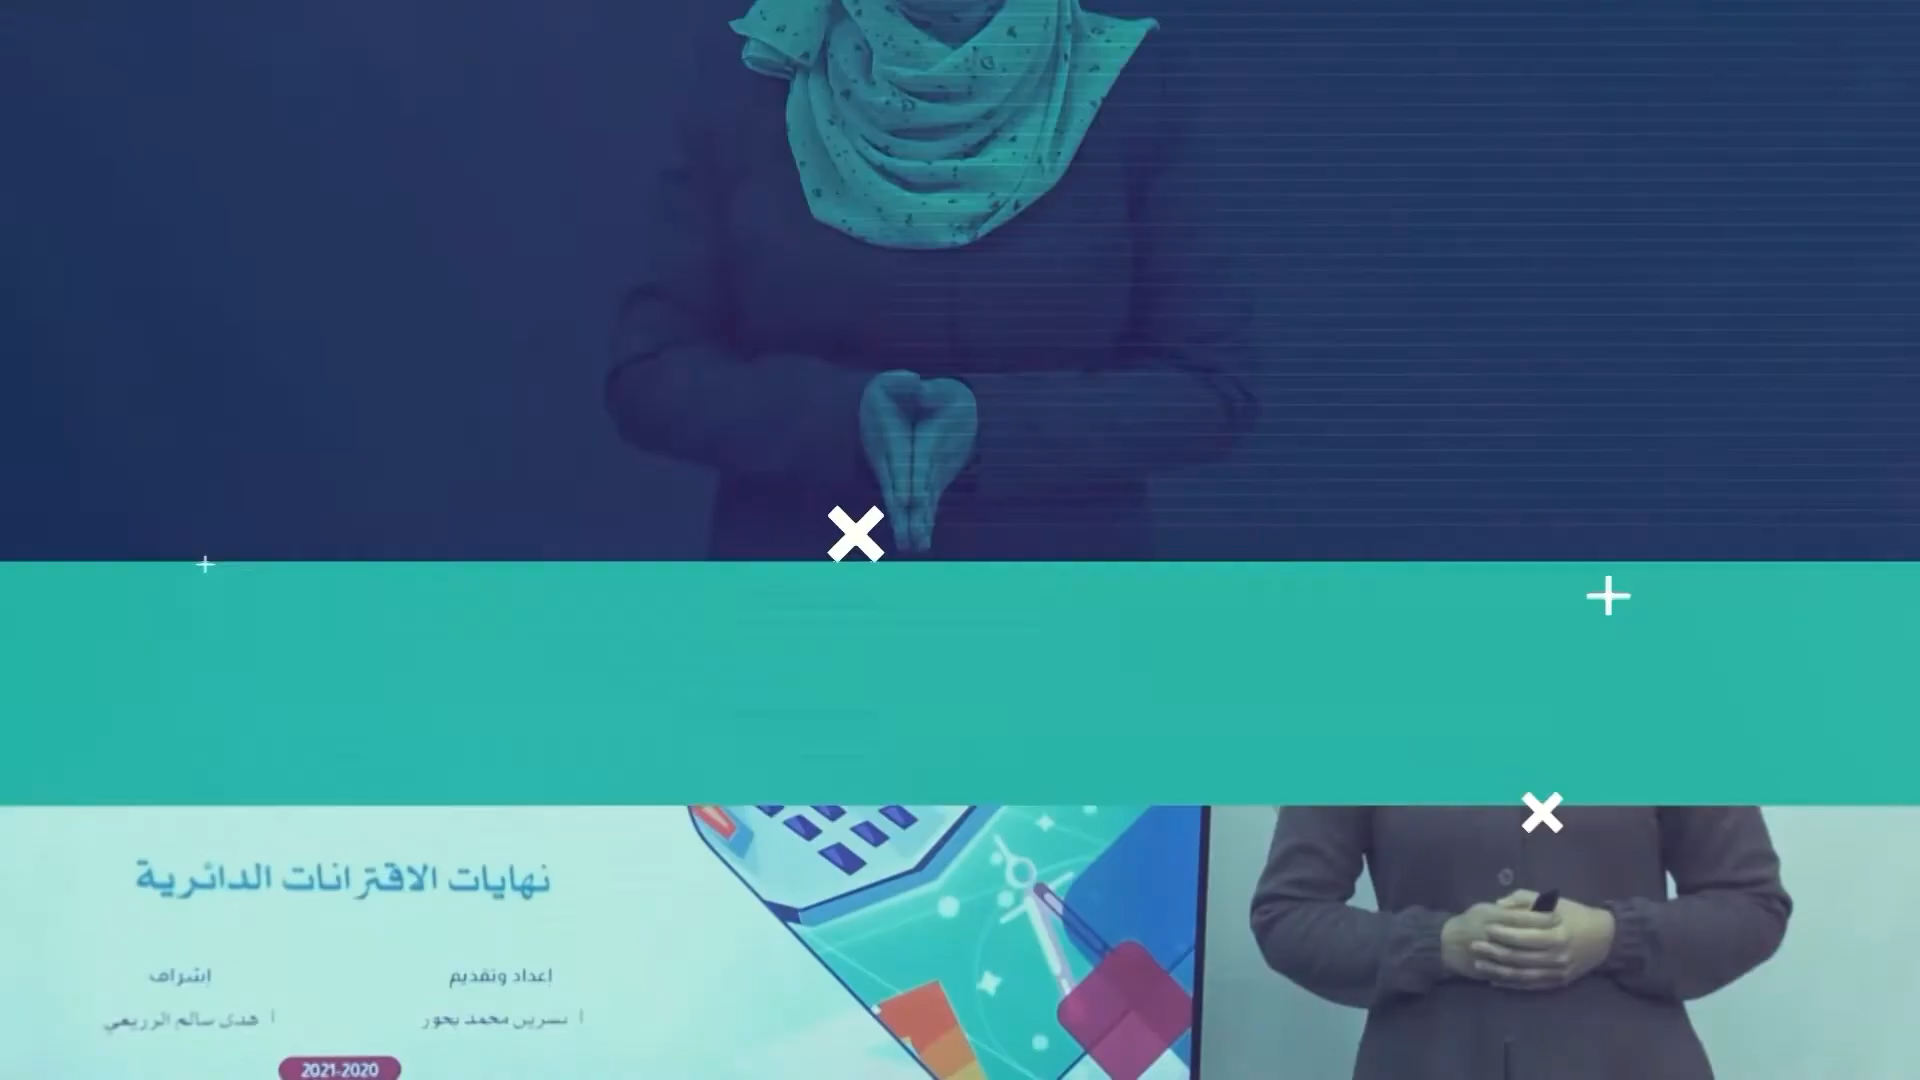 نهايات الاقترانات الدائرية
إعداد وتقديم
إشراف
أ نسرين محمد بحور
أ هدى سالم الزريعي
2021-2020